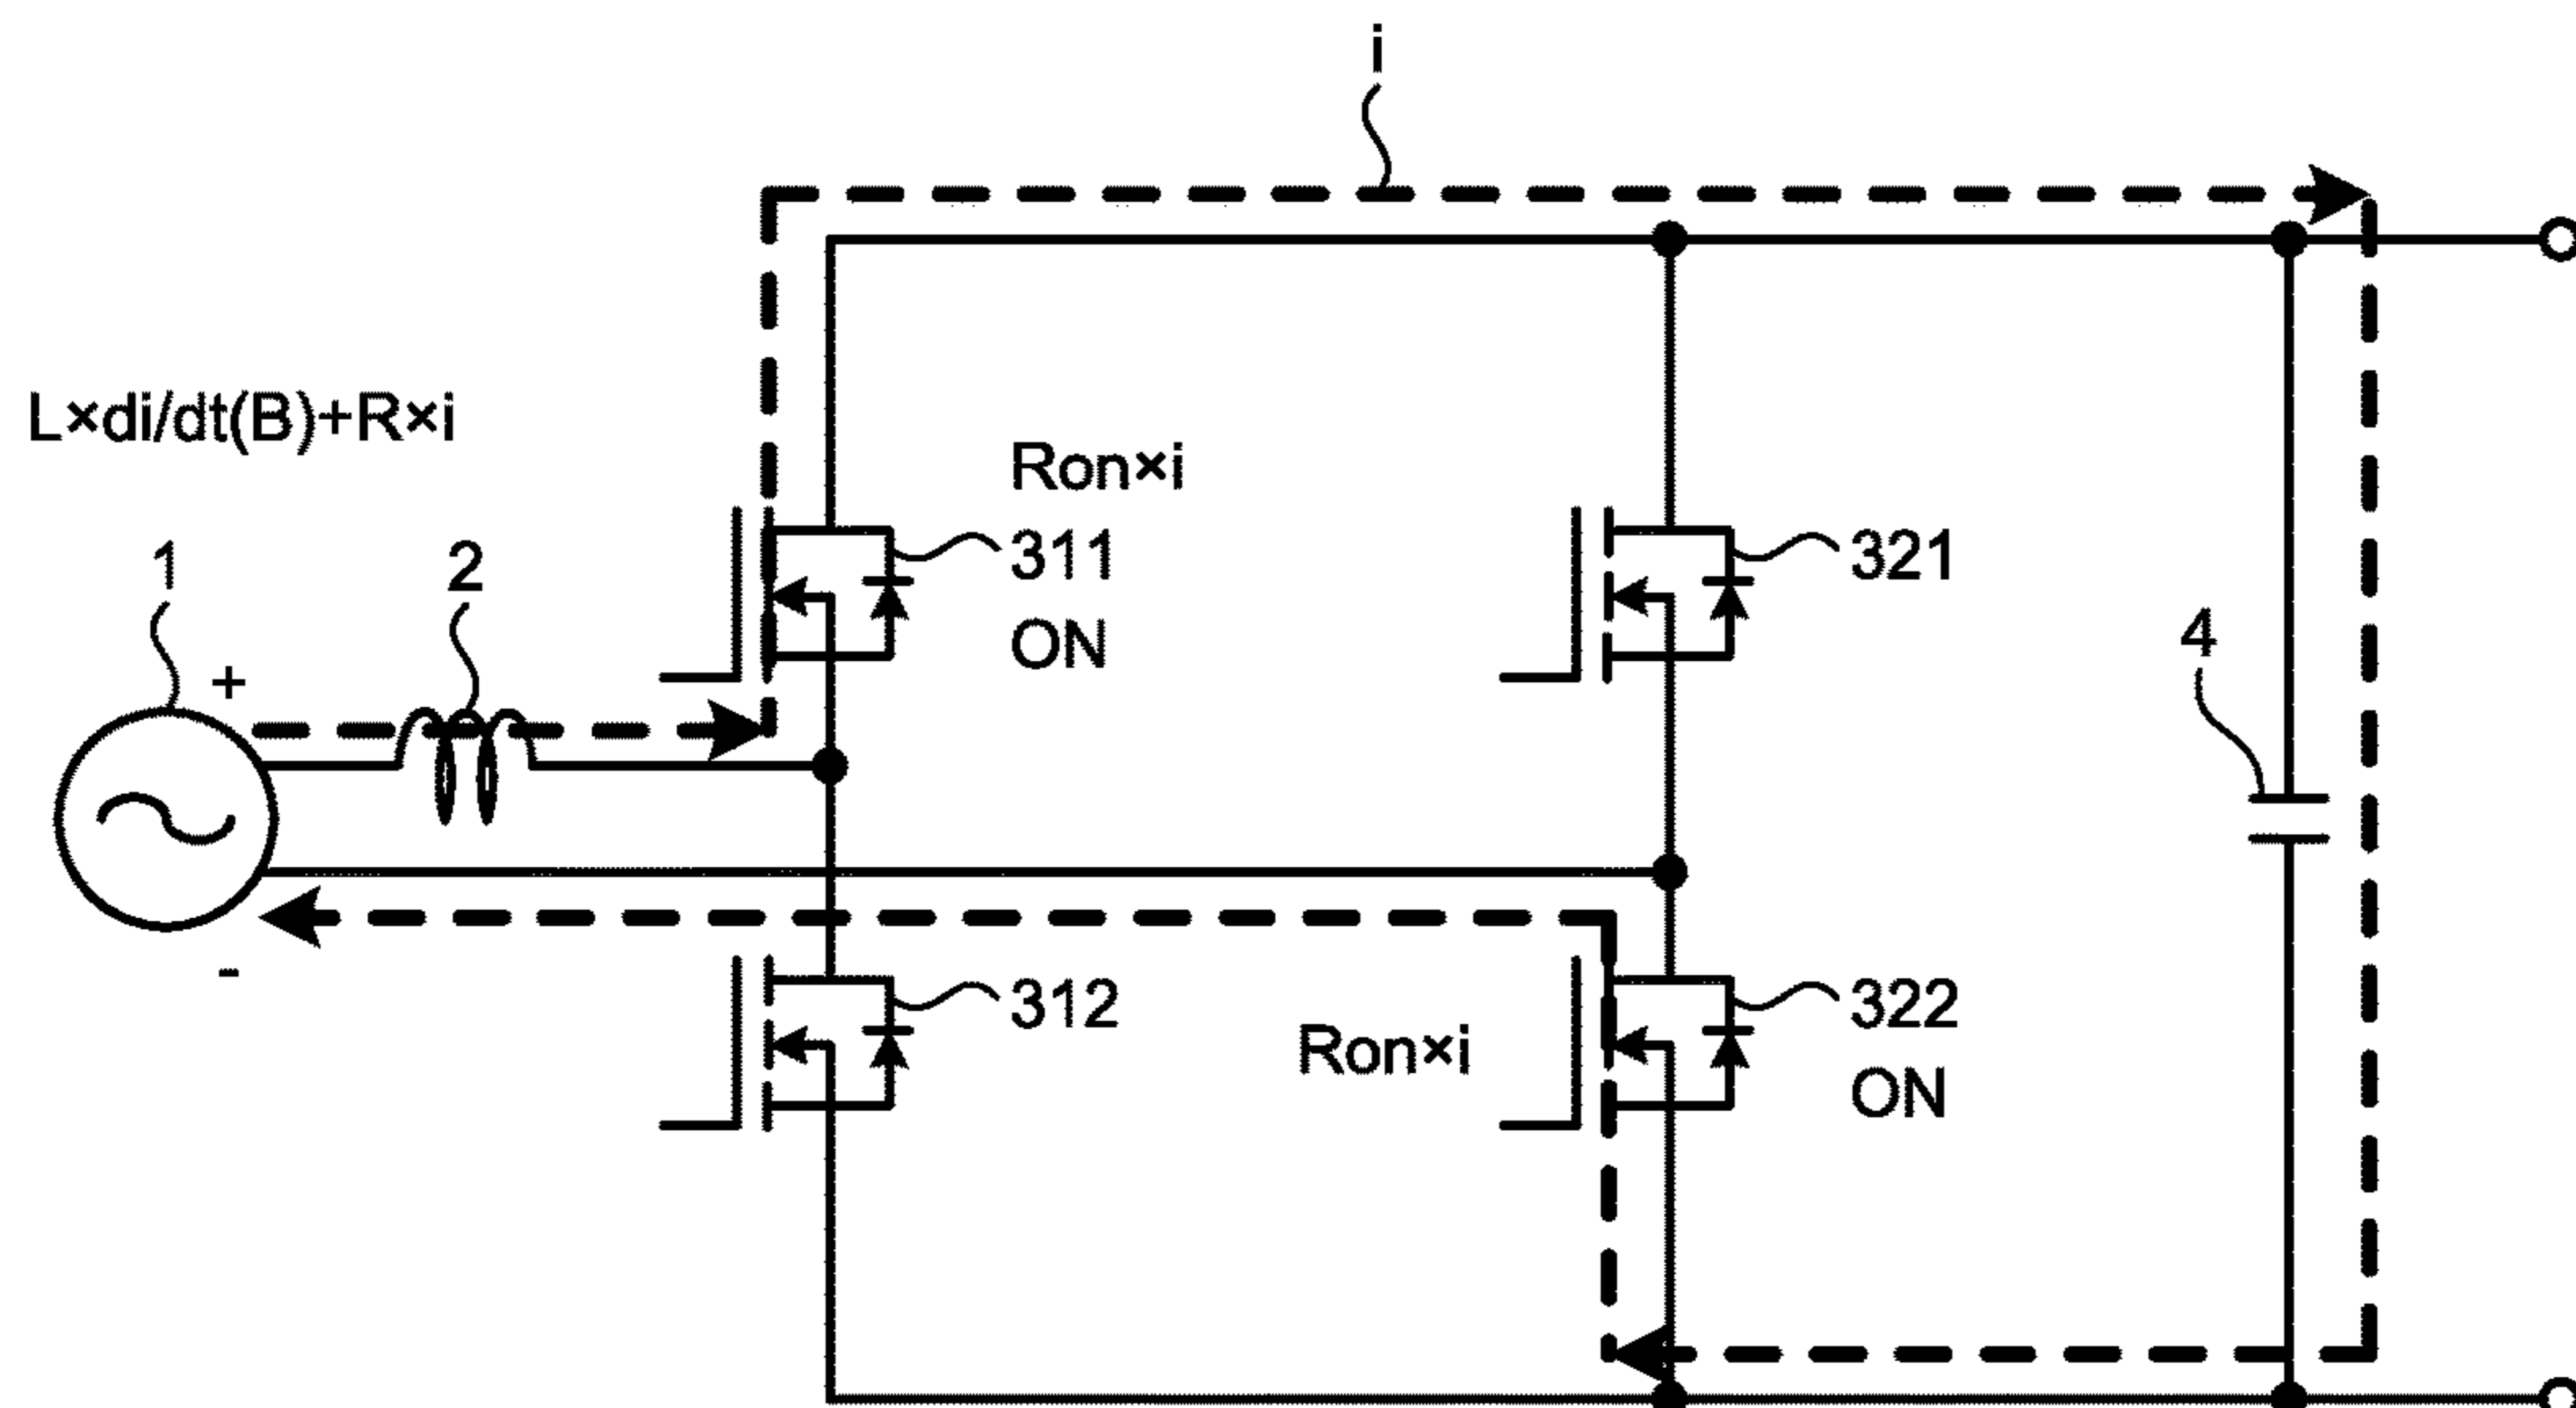 i
L×di/dt(B)+R×i
Ron×i
311
ON
321
1
2
+
4
-
312
Ron×i
322
ON